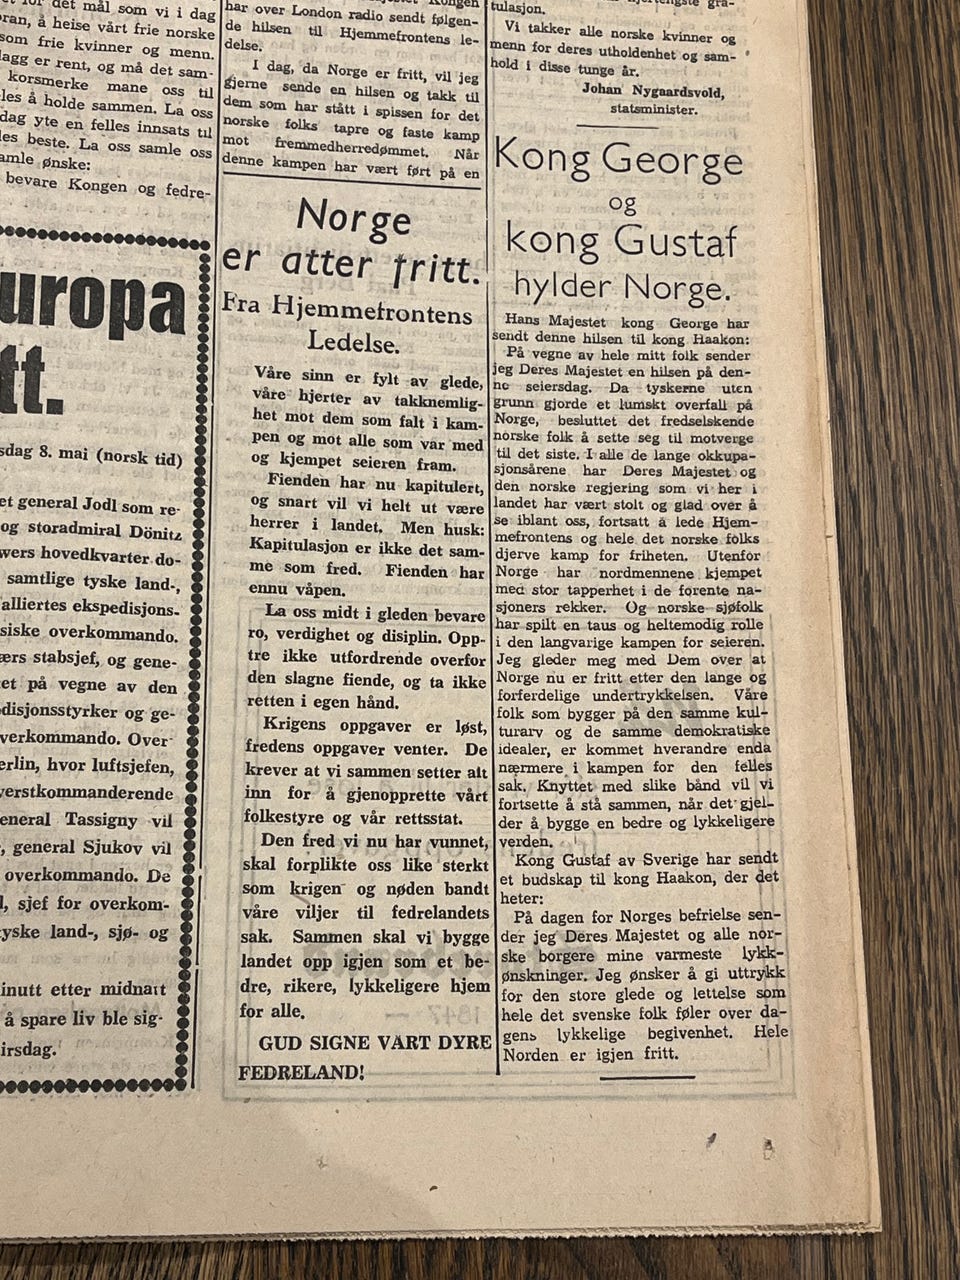 det mål som vi i dag
ran, å heise vårt frie norske
som frie kvinner og menn.
lagg er rent, og må det sam-
korsmerke mane oss til
les å holde sammen. La oss
dag yte en felles innsats til
les beste. La oss samle oss
amle ønske:
bevare Kongen og fedre-
uropa
tt.
sdag 8. mai (norsk tid)
et general Jodl som re-
og storadmiral Dönitz
wers hovedkvarter do-
samtlige tyske land-,
alliertes ekspedisjons-
siske overkommando.
ærs stabsjef, og gene-
et på vegne av den
disjonsstyrker og ge-
verkommando. Over-
erlin, hvor luftsjefen,
verstkommanderende
eneral Tassigny vil
, general Sjukov vil
overkommando. De
l, sjef for overkom-
yske land-, sjø- og
inutt etter midnatt
å spare liv ble sig-
irsdag.
Kongen
har over London radio sendt følgen-
de hilsen til Hjemmefrontens le-
delse.
I dag, da Norge er fritt, vil jeg
gjerne sende en hilsen og takk til
dem som har stått i spissen for det
norske folks tapre og faste kamp
mot fremmedherredømmet. Når
denne kampen har vært ført på en
Norge
er atter fritt.
Fra Hjemmefrontens
Ledelse.
Våre sinn er fylt av glede,
våre hjerter av takknemlig-
het mot dem som falt i kam-
pen og mot alle som var med
og kjempet seieren fram.
Fienden har nu kapitulert,
og snart vil vi helt ut være
herrer i landet. Men husk:
Kapitulasjon er ikke det sam-
me som fred. Fienden har
ennu våpen.
La oss midt i gleden bevare
ro, verdighet og disiplin. Opp-
tre ikke utfordrende overfor
den slagne fiende, og ta ikke
retten i egen hånd.
Krigens oppgaver er løst,
fredens oppgaver venter. De
krever at vi sammen setter alt
inn for å gjenopprette vårt
folkestyre og vår rettsstat.
Den fred vi nu har vunnet,
skal forplikte oss like sterkt
som krigen og nøden bandt
våre viljer til fedrelandets
sak. Sammen skal vi bygge
landet opp igjen som et be-
dre, rikere, lykkeligere hjem
for alle.
GUD SIGNE VÅRT DYRE
FEDRELAND!
tulasjon.
Vi takker alle norske kvinner og
menn for deres utholdenhet og sam-
hold i disse tunge år.
Johan Nygaardsvold,
statsminister.
Kong George
og
kong Gustaf
hylder Norge.
Hans Majestet kong George har
sendt denne hilsen til kong Haakon:
På vegne av hele mitt folk sender
jeg Deres Majestet en hilsen på den-
ne seiersdag. Da tyskerne uten
grunn gjorde et lumskt overfall på
Norge, besluttet det fredselskende
norske folk å sette seg til motverge
til det siste. I alle de lange okkupa-
sjonsårene har Deres Majestet og
den norske regjering som vi her i
landet har vært stolt og glad over å
se iblant oss, fortsatt å lede Hjem-
mefrontens og hele det norske folks
djerve kamp for friheten. Utenfor
Norge har nordmennene kjempet
med stor tapperhet i de forente na-
sjoners rekker. Og norske sjøfolk
har spilt en taus og heltemodig rolle
i den langvarige kampen for seieren.
Jeg gleder meg med Dem over at
Norge nu er fritt etter den lange og
forferdelige undertrykkelsen. Våre
folk som bygger på den samme kul-
turarv og de samme demokratiske
idealer, er kommet hverandre enda
nærmere i kampen for den felles
sak. Knyttet med slike bånd vil vi
fortsette å stå sammen, når det gjel-
der å bygge en bedre og lykkeligere
verden.
Kong Gustaf av Sverige har sendt
et budskap til kong Haakon, der det
heter:
På dagen for Norges befrielse sen-
der jeg Deres Majestet og alle nor-
ske borgere mine varmeste lykk-
ønskninger. Jeg ønsker å gi uttrykk
for den store glede og lettelse som
hele det svenske folk føler over da-
gens lykkelige begivenhet. Hele
Norden er igjen fritt.